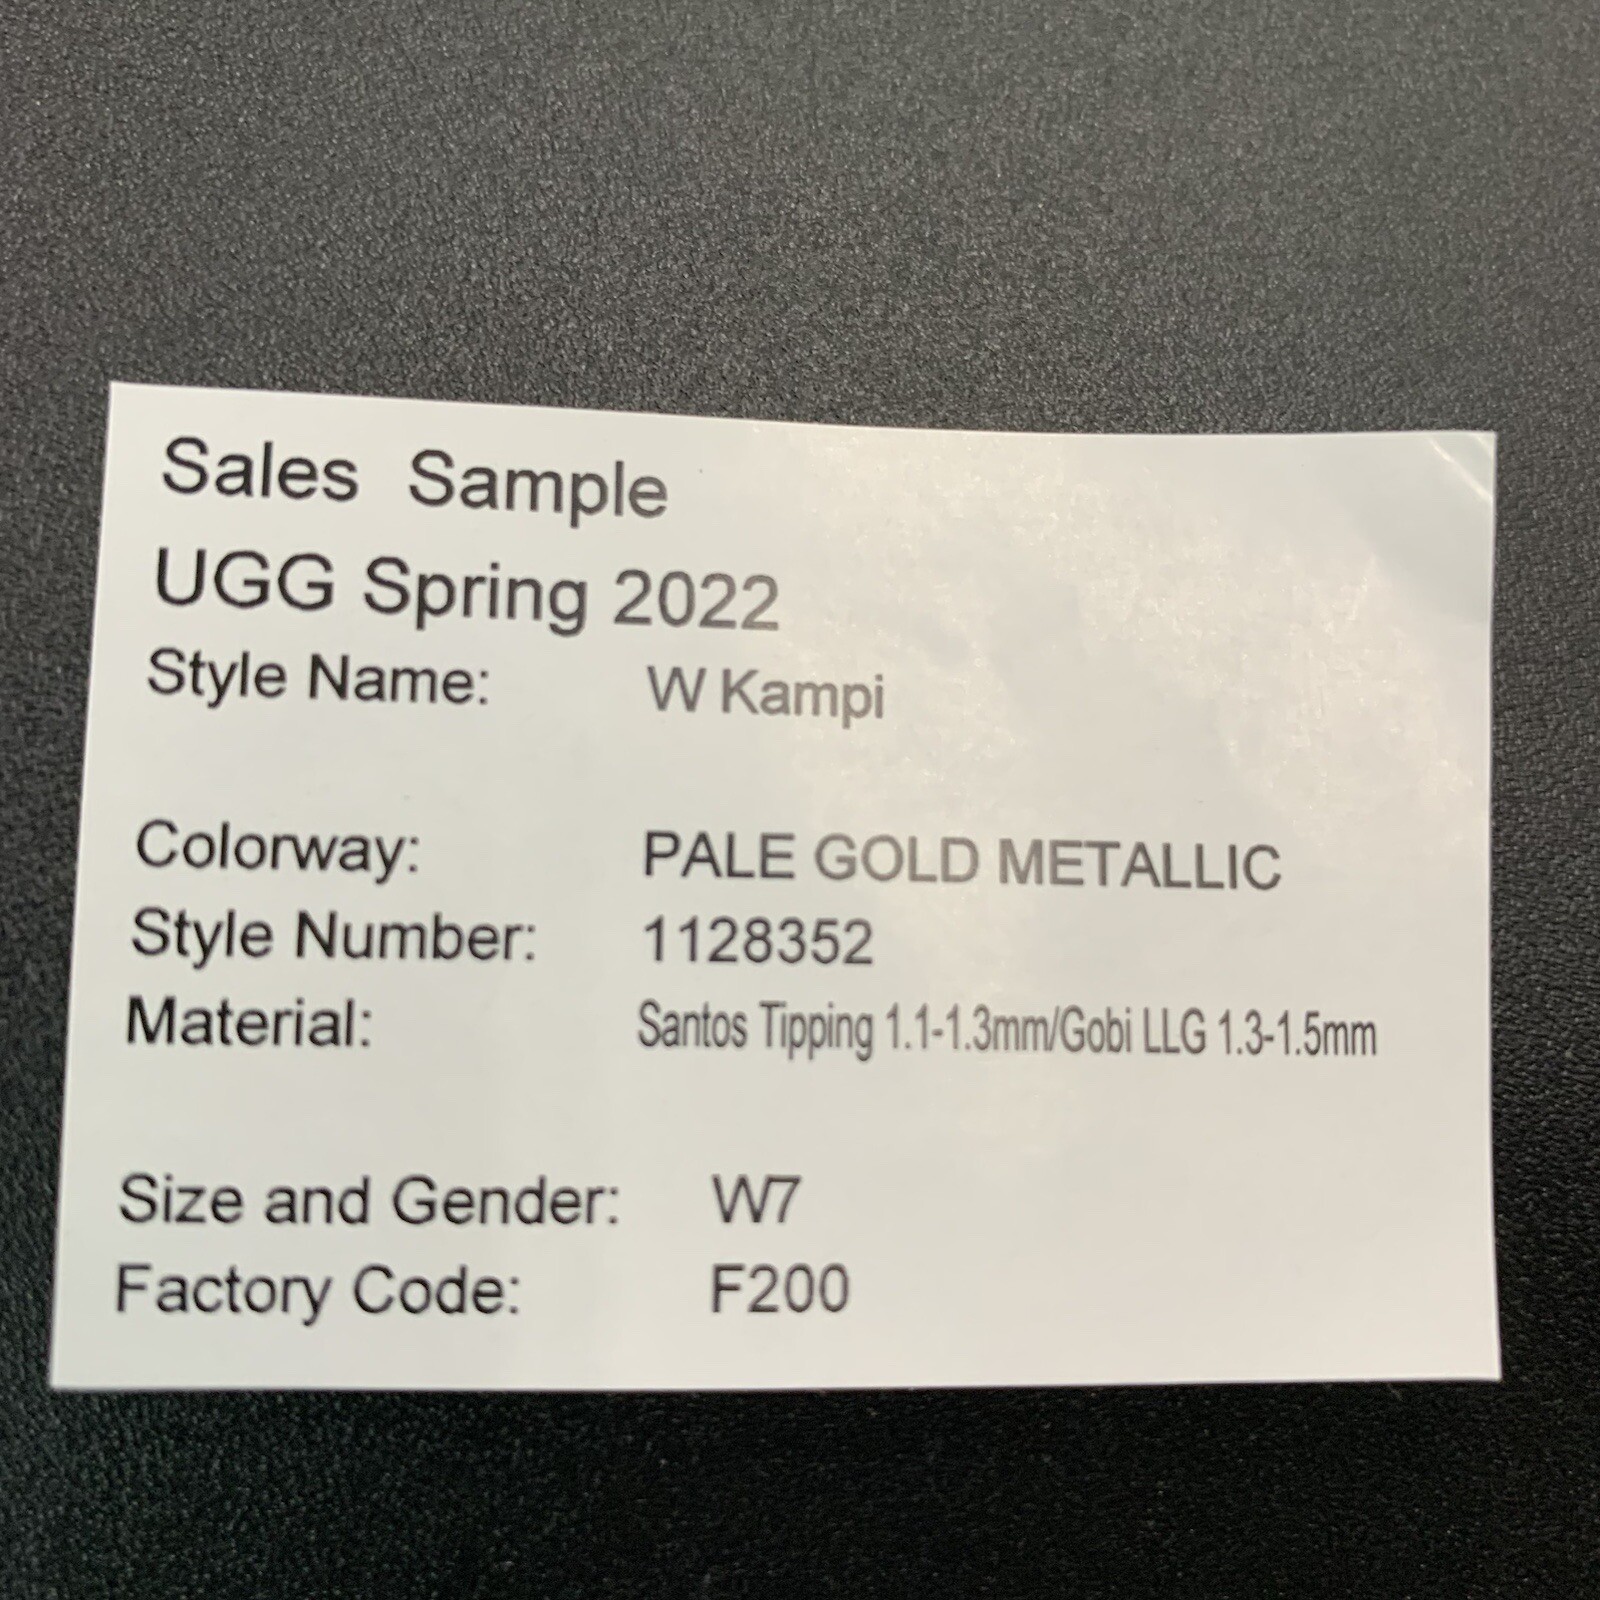 Sales Sample
UGG Spring 2022
Style Name: W Kampi
Colorway: PALE GOLD METALLIC
Style Number: 1128352
Material: Santos Tipping 1.1-1.3mm/Gobi LLG 1.3-1.5mm
Size and Gender: W7
Factory Code: F200